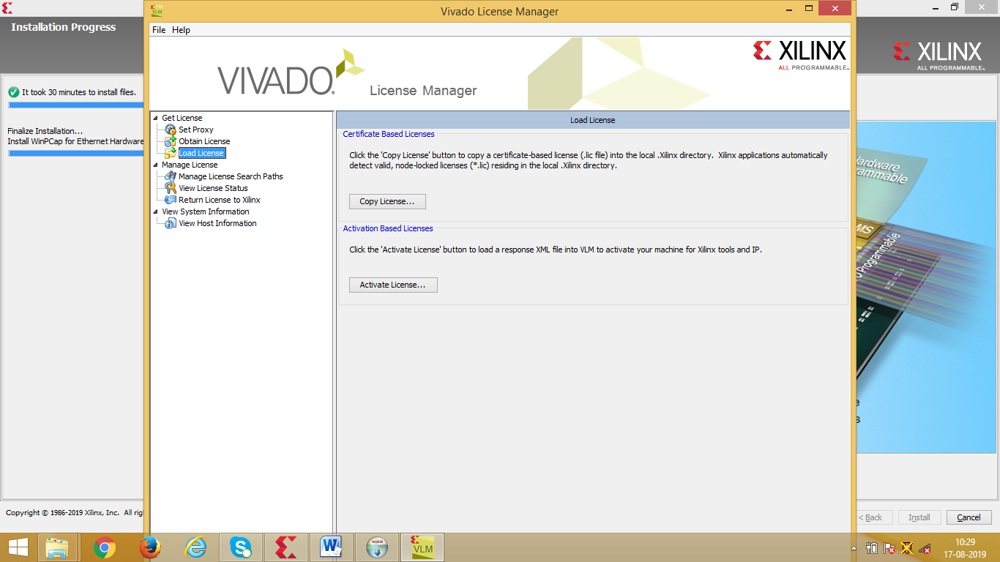 Vivado License Manager
Installation Progress
File Help
XILINX
ALL PROGRAMMABLE™
VIVADO.
License Manager
XILINX
ALL PROGRAMMABLE™
It took 30 minutes to install files.
Finalize Installation...
Install WinPCap for Ethernet Hardware
Get License
Set Proxy
Obtain License
Load License
Manage License
Manage License Search Paths
View License Status
Return License to Xilinx
View System Information
View Host Information
Load License
Certificate Based Licenses
Click the 'Copy License' button to copy a certificate-based license (.lic file) into the local .Xilinx directory. Xilinx applications automatically
detect valid, node-locked licenses (*.lic) residing in the local .Xilinx directory.
Copy License...
Activation Based Licenses
Click the 'Activate License' button to load a response XML file into VLM to activate your machine for Xilinx tools and IP.
Activate License...
MS
Programmable
Copyright © 1986-2019 Xilinx, Inc. All
< Back
Install
Cancel
VLM
10:29
17-08-2019